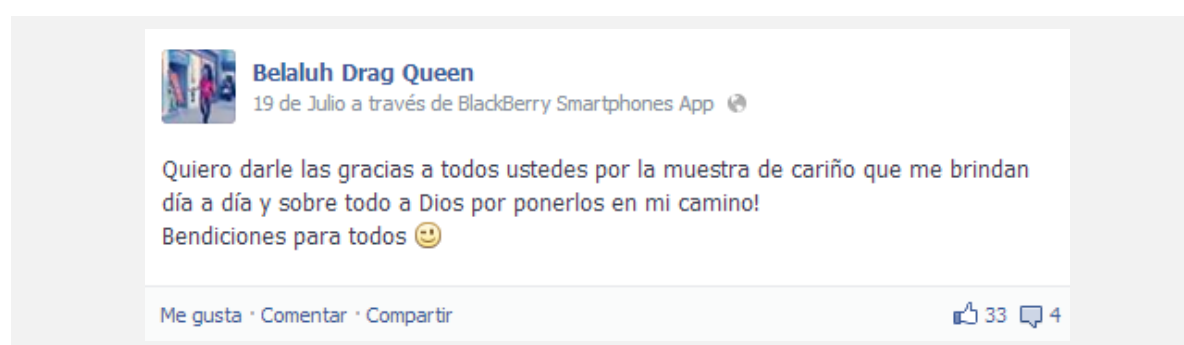 Belaluh Drag Queen
19 de Julio a través de BlackBerry Smartphones App
Quiero darle las gracias a todos ustedes por la muestra de cariño que me brindan
día a día y sobre todo a Dios por ponerlos en mi camino!
Bendiciones para todos
Me gusta · Comentar · Compartir 33 4